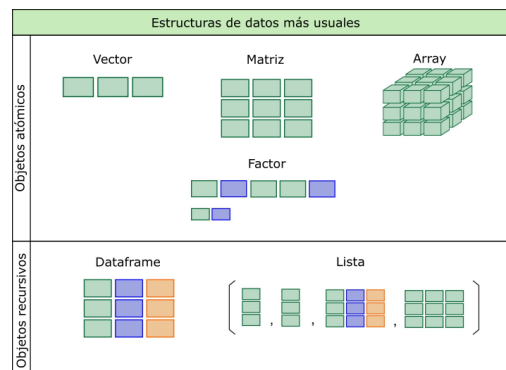 Estructuras de datos más usuales
Objetos atómicos
Vector
Matriz
Array
Factor
Objetos recursivos
Dataframe
Lista
( , , , )